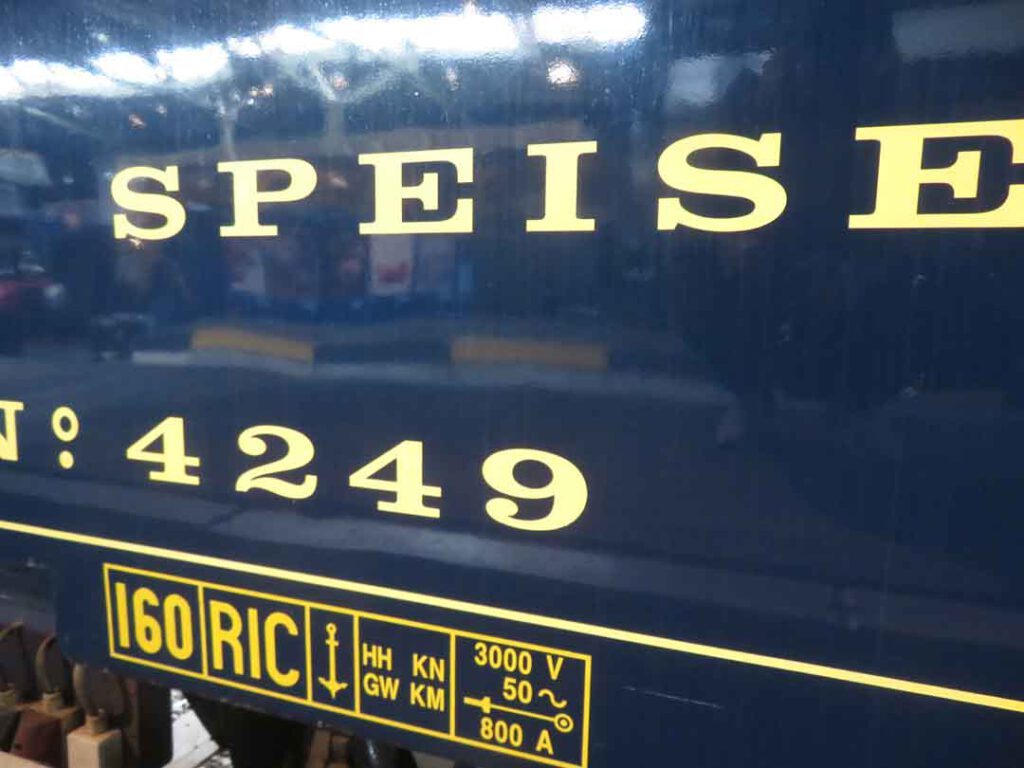 SPEISE
No: 4249
160 RIC HH KN 3000 V
GW KM 50 ~
800 A